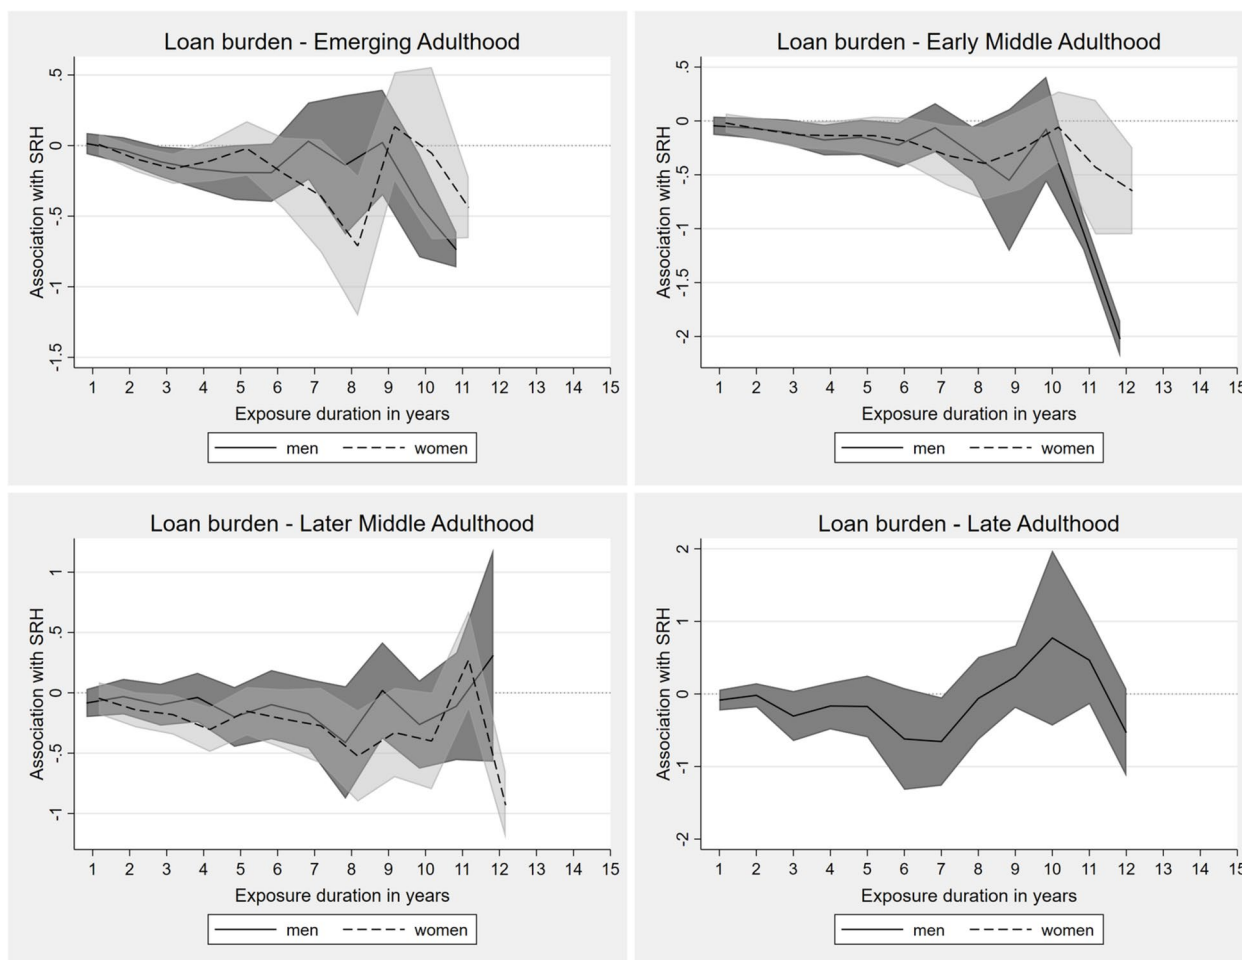 Loan burden - Emerging Adulthood
Association with SRH
.5
0
-.5
-1
-1.5
1 2 3 4 5 6 7 8 9 10 11 12 13 14 15
Exposure duration in years
men women
Loan burden - Early Middle Adulthood
Association with SRH
.5
0
-.5
-1
-1.5
-2
1 2 3 4 5 6 7 8 9 10 11 12 13 14 15
Exposure duration in years
men women
Loan burden - Later Middle Adulthood
Association with SRH
1
.5
0
-.5
-1
1 2 3 4 5 6 7 8 9 10 11 12 13 14 15
Exposure duration in years
men women
Loan burden - Late Adulthood
Association with SRH
2
1
0
-1
-2
1 2 3 4 5 6 7 8 9 10 11 12 13 14 15
Exposure duration in years
men women